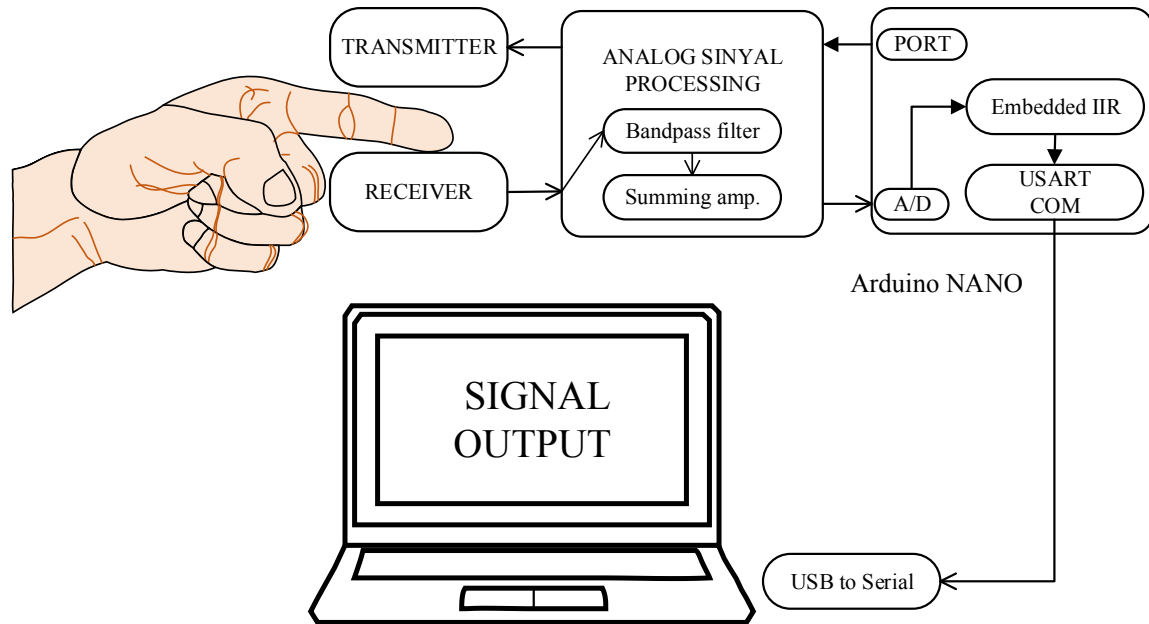 TRANSMITTER
RECEIVER
ANALOG SINYAL
PROCESSING
Bandpass filter
Summing amp.
PORT
Embedded IIR
A/D
USART
COM
Arduino NANO
SIGNAL
OUTPUT
USB to Serial